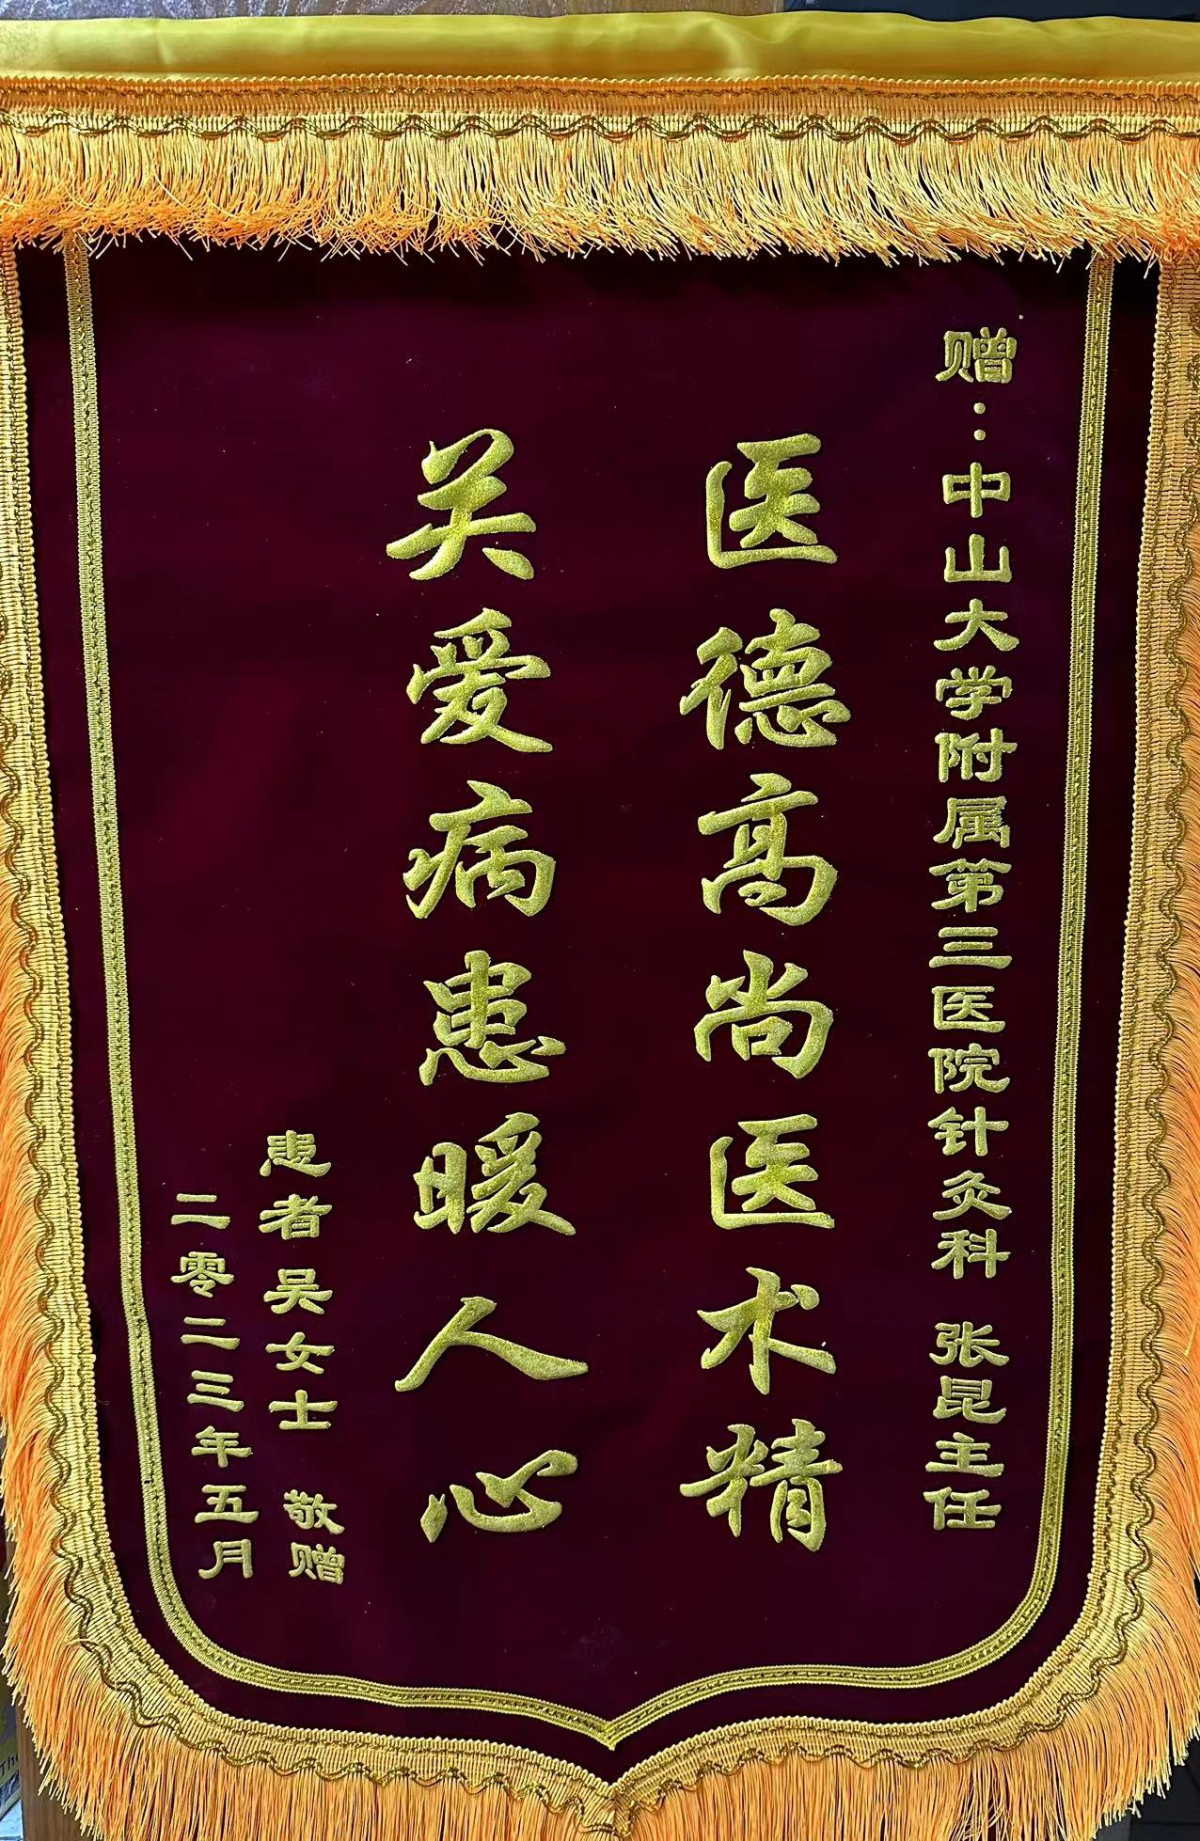 赠:中山大学附属第三医院针灸科 张昆主任
医德高尚医术精
关爱病患暖人心
患者吴女士 敬赠
二零二三年五月